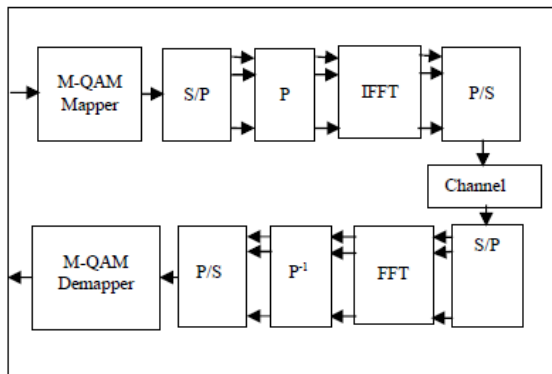 M-QAM
Mapper
S/P
P
IFFT
P/S
Channel
S/P
FFT
P-1
P/S
M-QAM
Demapper